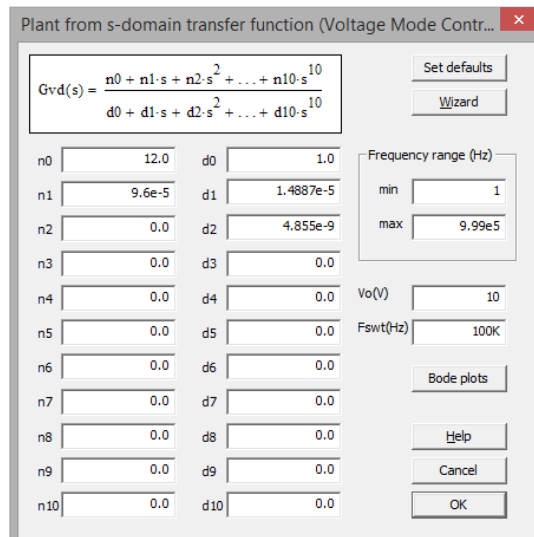 Plant from s-domain transfer function (Voltage Mode Contr...
Gvd(s) = n0 + n1·s + n2·s^2 + ... + n10·s^10 / d0 + d1·s + d2·s^2 + ... + d10·s^10
Set defaults
Wizard
n0 12.0 d0 1.0
n1 9.6e-5 d1 1.4887e-5
n2 0.0 d2 4.855e-9
n3 0.0 d3 0.0
n4 0.0 d4 0.0
n5 0.0 d5 0.0
n6 0.0 d6 0.0
n7 0.0 d7 0.0
n8 0.0 d8 0.0
n9 0.0 d9 0.0
n10 0.0 d10 0.0
Frequency range (Hz)
min 1
max 9.99e5
Vo(V) 10
Fswt(Hz) 100K
Bode plots
Help
Cancel
OK